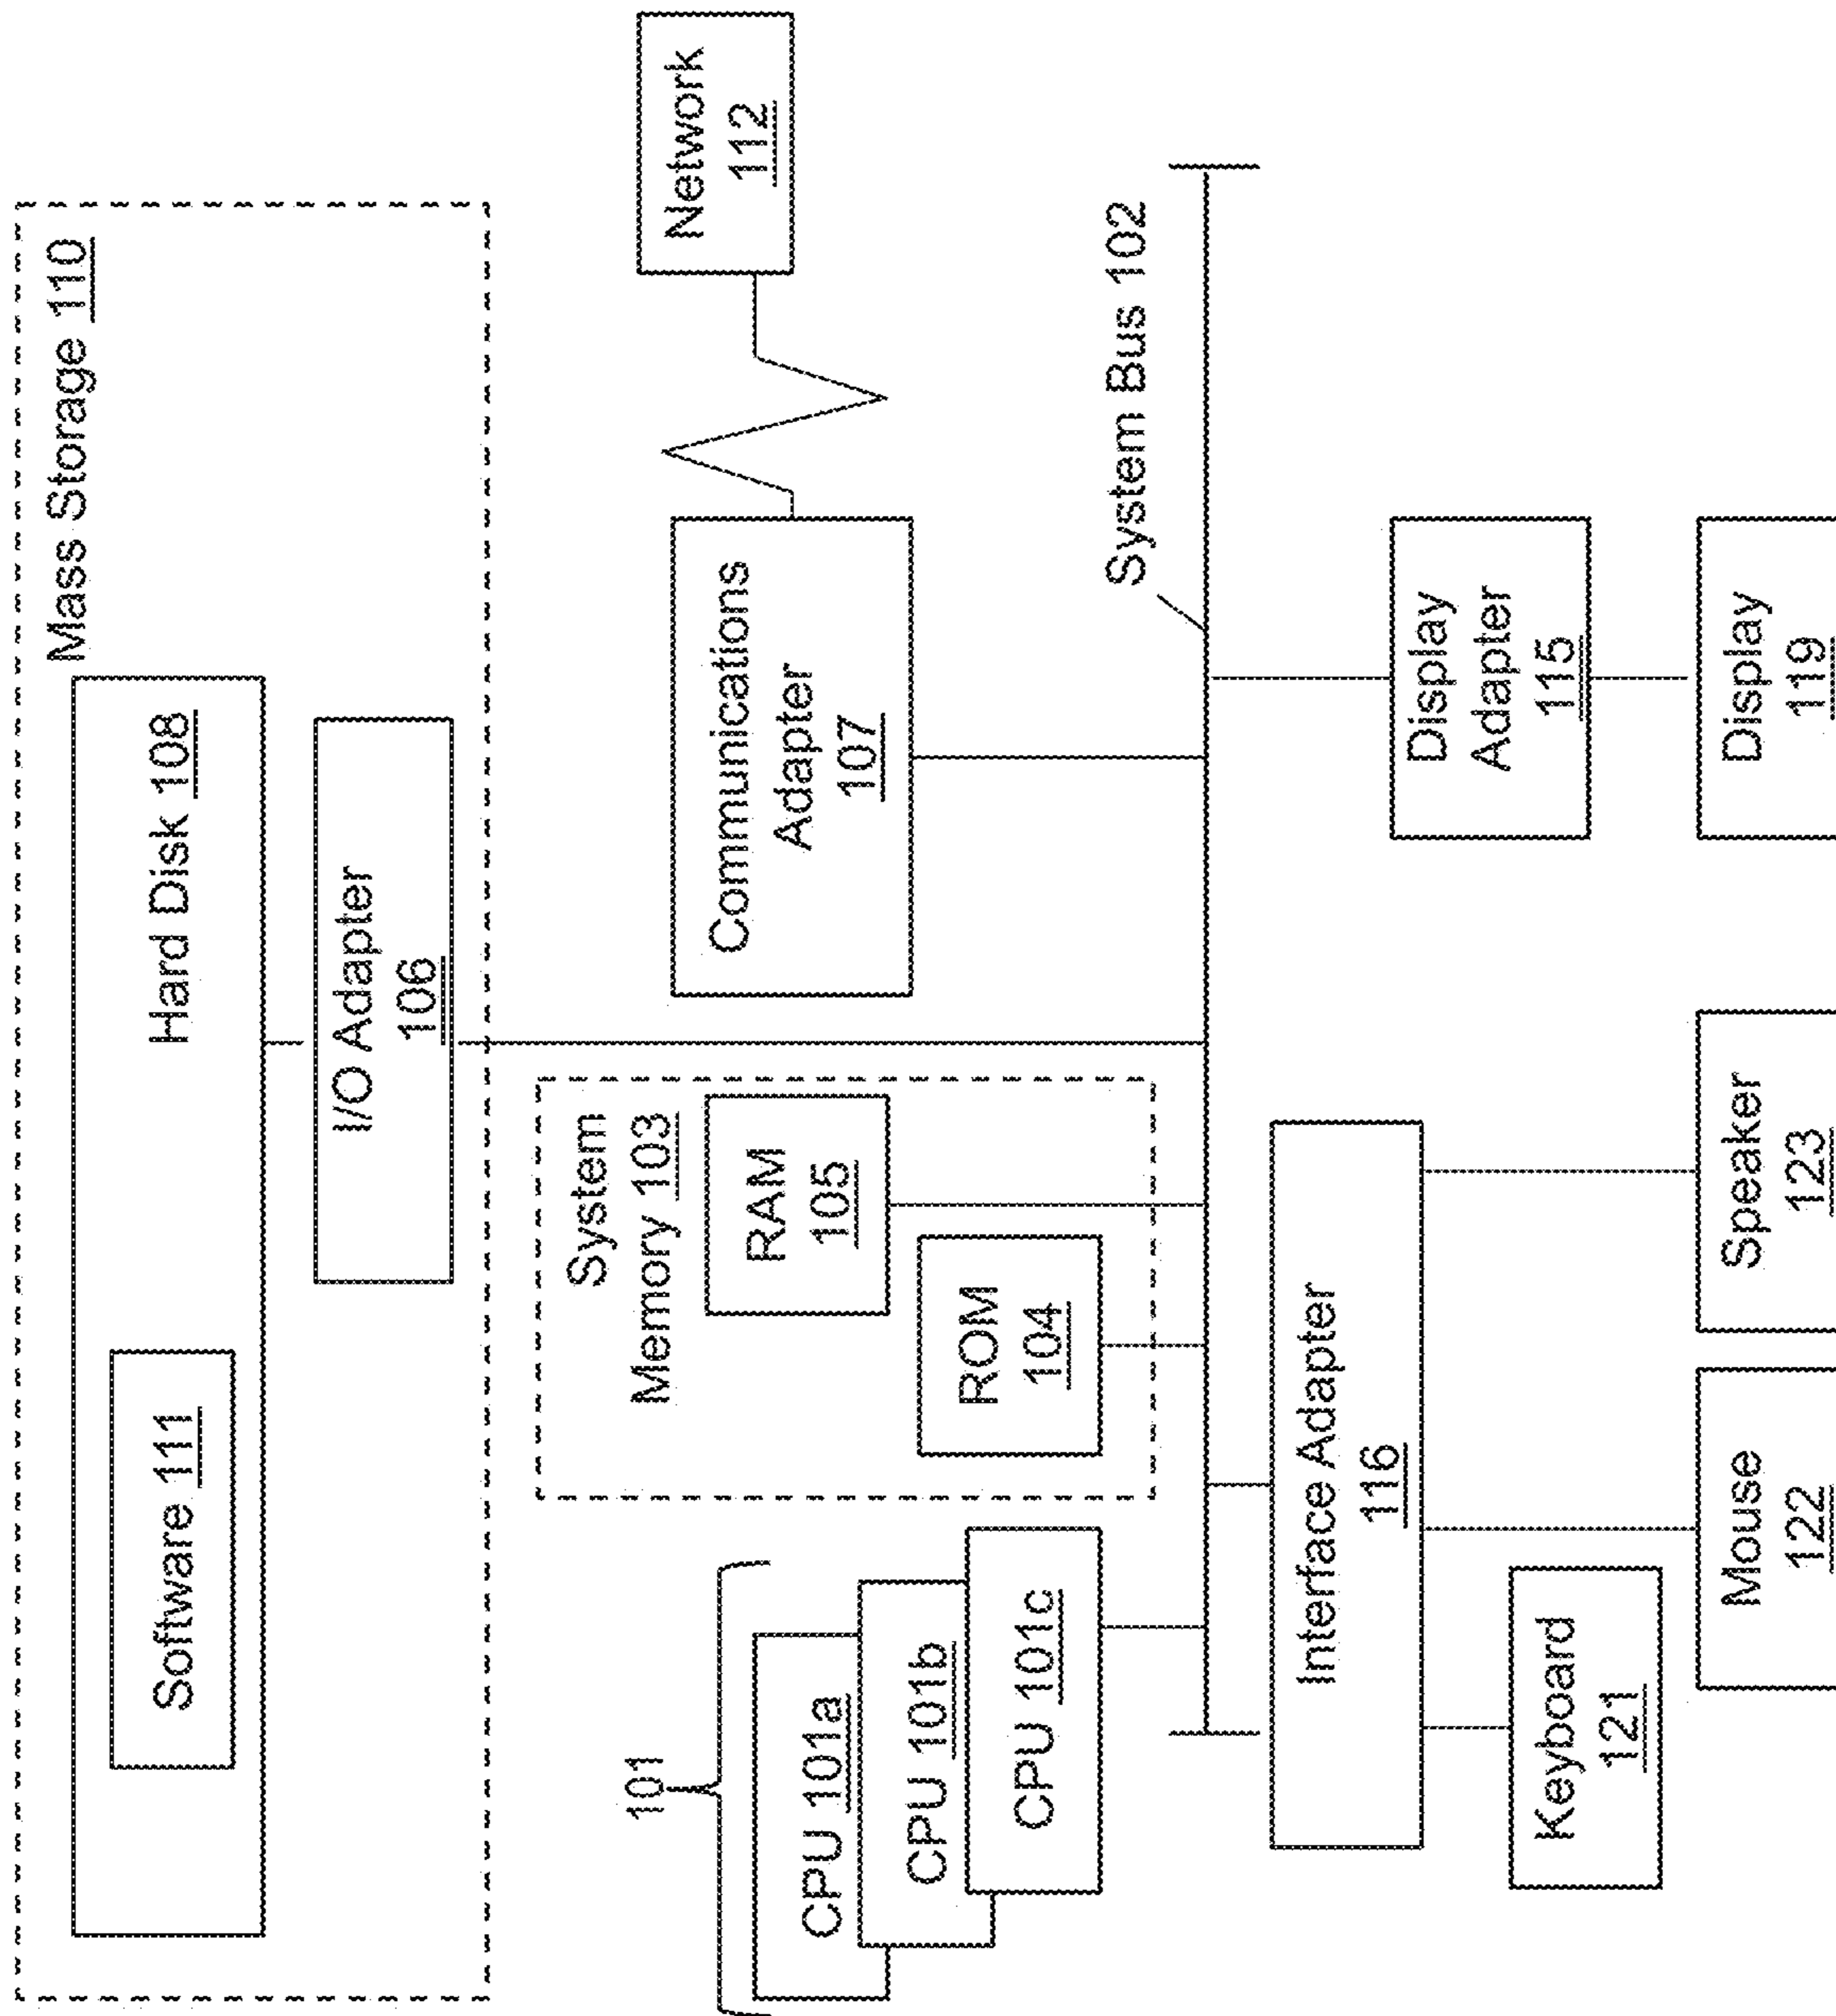 Mass Storage 110
Hard Disk 108
Software 111
I/O Adapter
106
Network
112
101
CPU 101a
CPU 101b
CPU 101c
System
Memory 103
RAM
105
ROM
104
Communications
Adapter
107
System Bus 102
Interface Adapter
116
Display
Adapter
115
Keyboard
121
Mouse
122
Speaker
123
Display
119